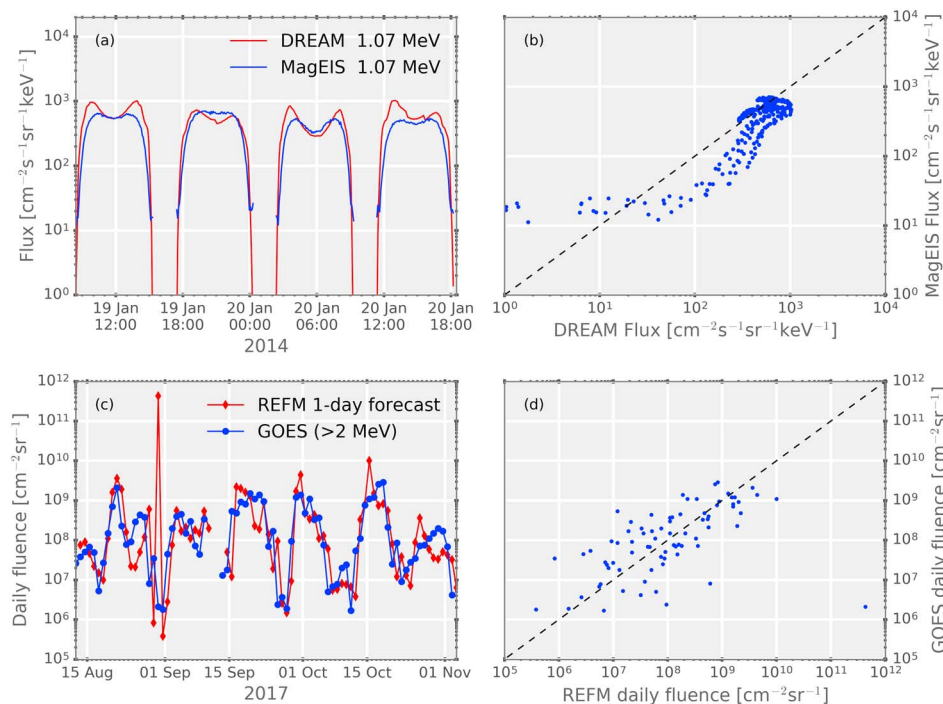 (a)
DREAM 1.07 MeV
MagEIS 1.07 MeV
Flux [cm⁻²s⁻¹sr⁻¹keV⁻¹]
10⁴
10³
10²
10¹
10⁰
19 Jan 12:00
19 Jan 18:00
20 Jan 00:00
20 Jan 06:00
20 Jan 12:00
20 Jan 18:00
2014
(b)
10⁴
10³
10²
10¹
10⁰
MagEIS Flux [cm⁻²s⁻¹sr⁻¹keV⁻¹]
10⁰
10¹
10²
10³
10⁴
DREAM Flux [cm⁻²s⁻¹sr⁻¹keV⁻¹]
(c)
REFM 1-day forecast
GOES (>2 MeV)
Daily fluence [cm⁻²sr⁻¹]
10¹²
10¹¹
10¹⁰
10⁹
10⁸
10⁷
10⁶
10⁵
15 Aug
01 Sep
15 Sep
01 Oct
15 Oct
01 Nov
2017
(d)
10¹²
10¹¹
10¹⁰
10⁹
10⁸
10⁷
10⁶
10⁵
GOES daily fluence [cm⁻²sr⁻¹]
10⁵
10⁶
10⁷
10⁸
10⁹
10¹⁰
10¹¹
10¹²
REFM daily fluence [cm⁻²sr⁻¹]